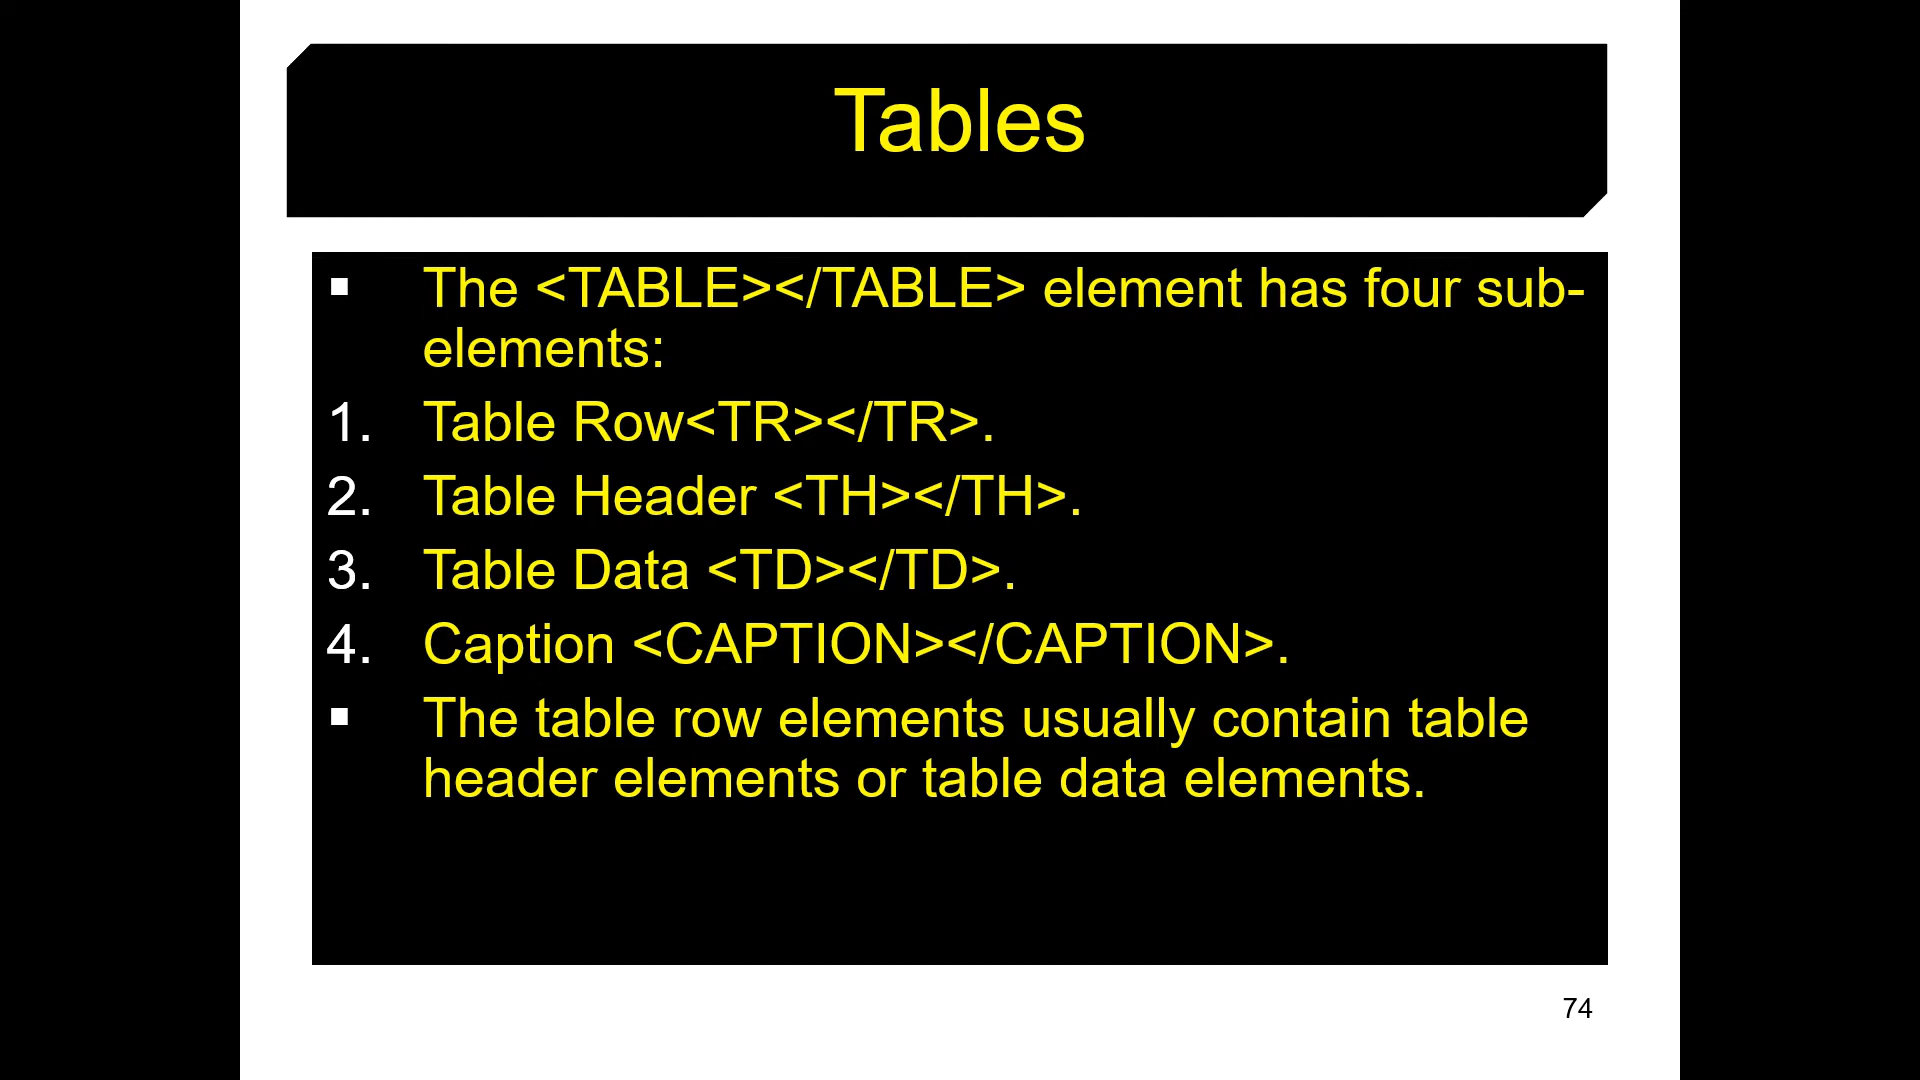 Tables
▪ The <TABLE></TABLE> element has four sub-
elements:
1. Table Row<TR></TR>.
2. Table Header <TH></TH>.
3. Table Data <TD></TD>.
4. Caption <CAPTION></CAPTION>.
▪ The table row elements usually contain table
header elements or table data elements.
74